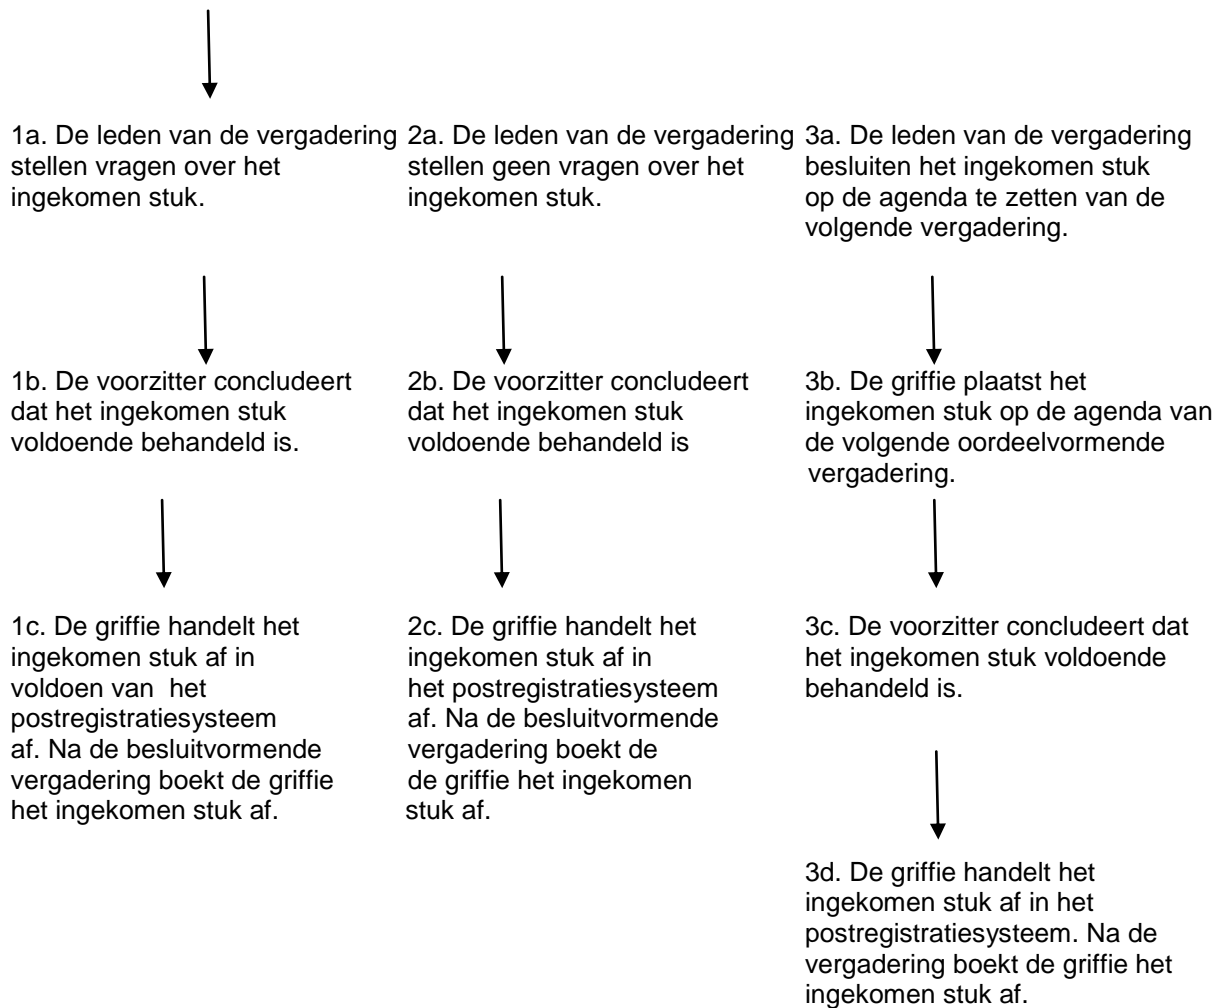 1a. De leden van de vergadering
stellen vragen over het
ingekomen stuk.
2a. De leden van de vergadering
stellen geen vragen over het
ingekomen stuk.
3a. De leden van de vergadering
besluiten het ingekomen stuk
op de agenda te zetten van de
volgende vergadering.
1b. De voorzitter concludeert
dat het ingekomen stuk
voldoende behandeld is.
2b. De voorzitter concludeert
dat het ingekomen stuk
voldoende behandeld is
3b. De griffie plaatst het
ingekomen stuk op de agenda van
de volgende oordeelvormende
vergadering.
1c. De griffie handelt het
ingekomen stuk af in
voldoen van het
postregistratiesysteem
af. Na de besluitvormende
vergadering boekt de griffie
het ingekomen stuk af.
2c. De griffie handelt het
ingekomen stuk af in
het postregistratiesysteem
af. Na de besluitvormende
vergadering boekt de
de griffie het ingekomen
stuk af.
3c. De voorzitter concludeert dat
het ingekomen stuk voldoende
behandeld is.
3d. De griffie handelt het
ingekomen stuk af in het
postregistratiesysteem. Na de
vergadering boekt de griffie het
ingekomen stuk af.